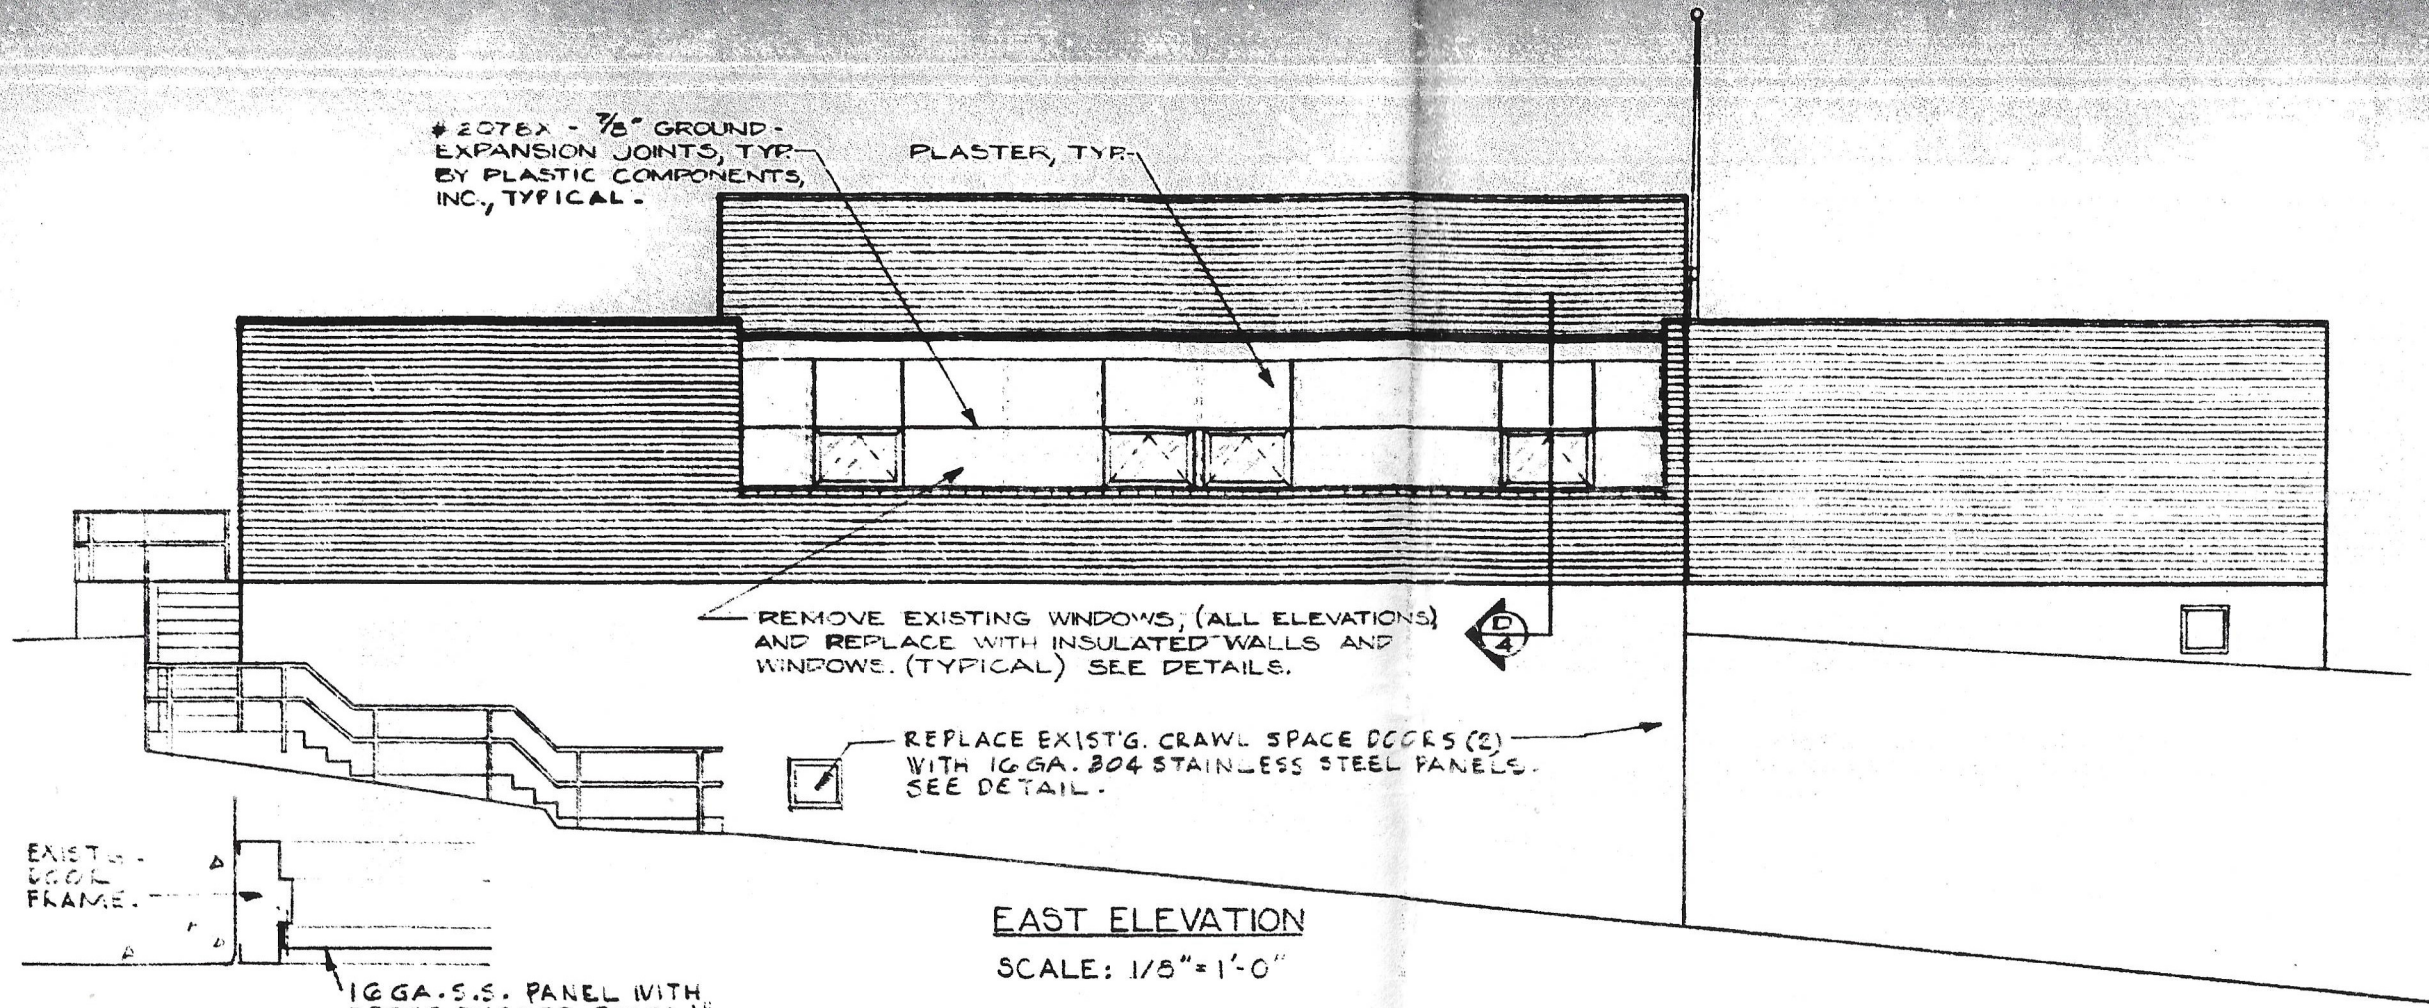 # 2078X - 7/8" GROUND-
EXPANSION JOINTS, TYP.
BY PLASTIC COMPONENTS,
INC., TYPICAL.
PLASTER, TYP.
REMOVE EXISTING WINDOWS, (ALL ELEVATIONS)
AND REPLACE WITH INSULATED WALLS AND
WINDOWS. (TYPICAL) SEE DETAILS.
D
4
REPLACE EXIST'G. CRAWL SPACE DOORS (2)
WITH 16 GA. 304 STAINLESS STEEL PANELS.
SEE DETAIL.
EXIST'G.
DOOR
FRAME.
16 GA. S.S. PANEL WITH
EAST ELEVATION
SCALE: 1/8" = 1'-0"